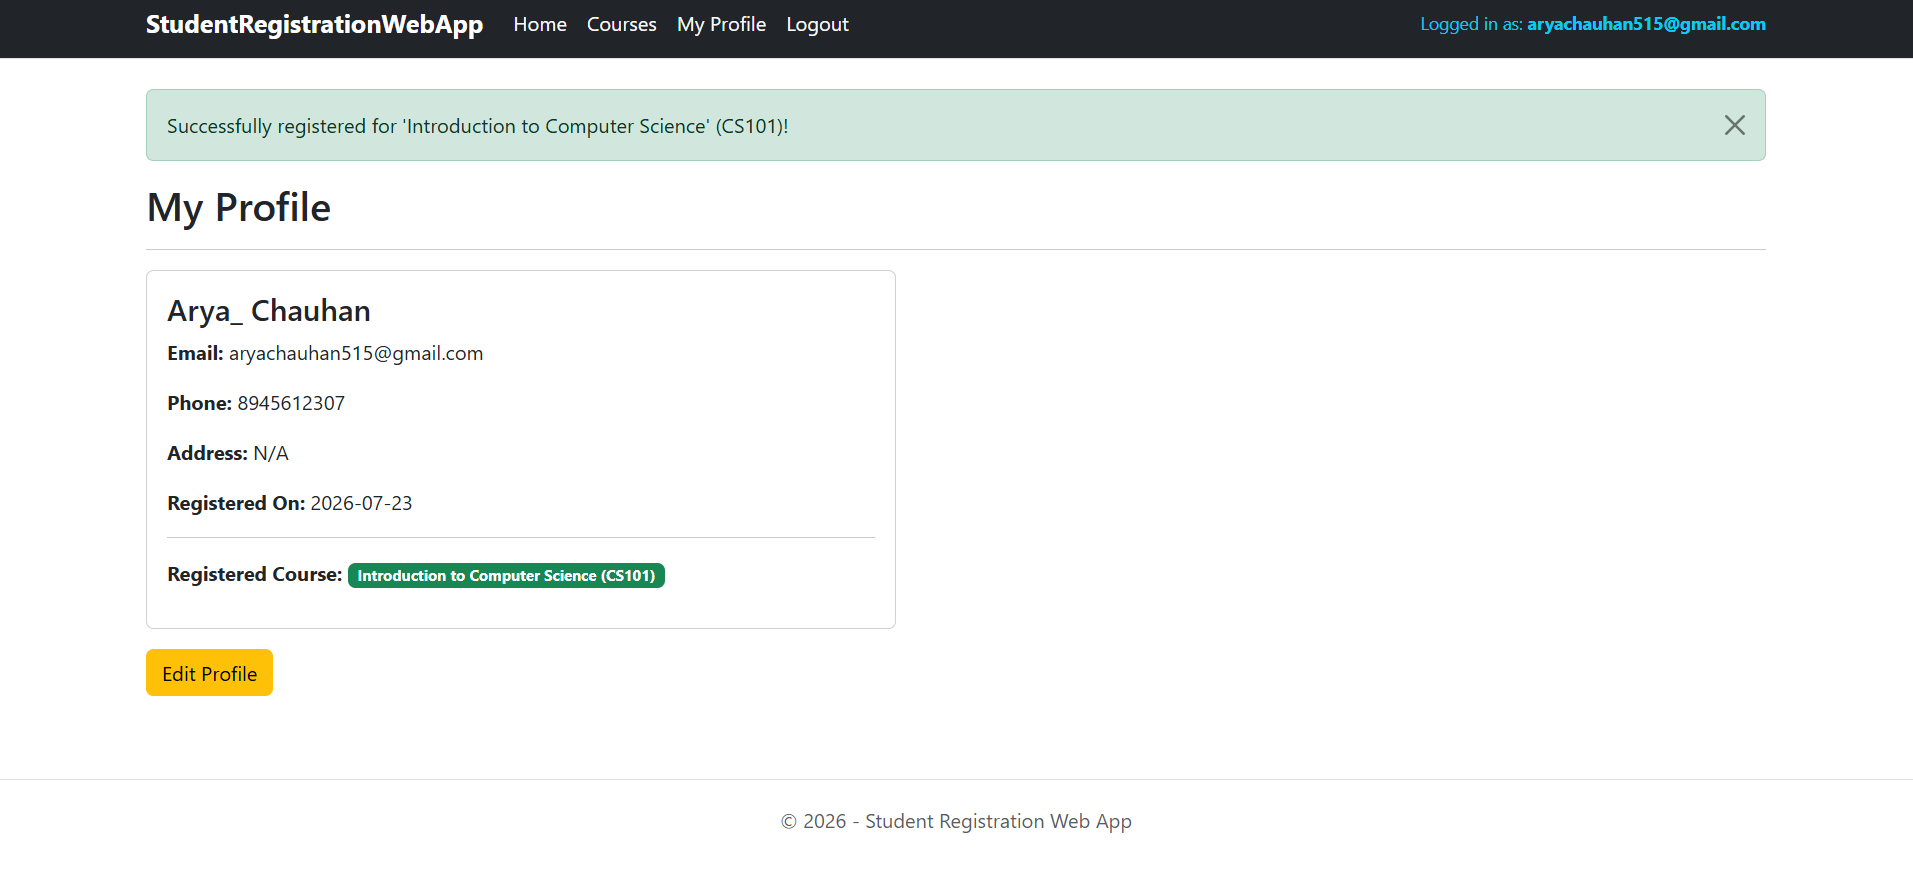 StudentRegistrationWebApp Home Courses My Profile Logout Logged in as: aryachauhan515@gmail.com
Successfully registered for 'Introduction to Computer Science' (CS101)!
My Profile
Arya_ Chauhan
Email: aryachauhan515@gmail.com
Phone: 8945612307
Address: N/A
Registered On: 2026-07-23
Registered Course: Introduction to Computer Science (CS101)
Edit Profile
© 2026 - Student Registration Web App